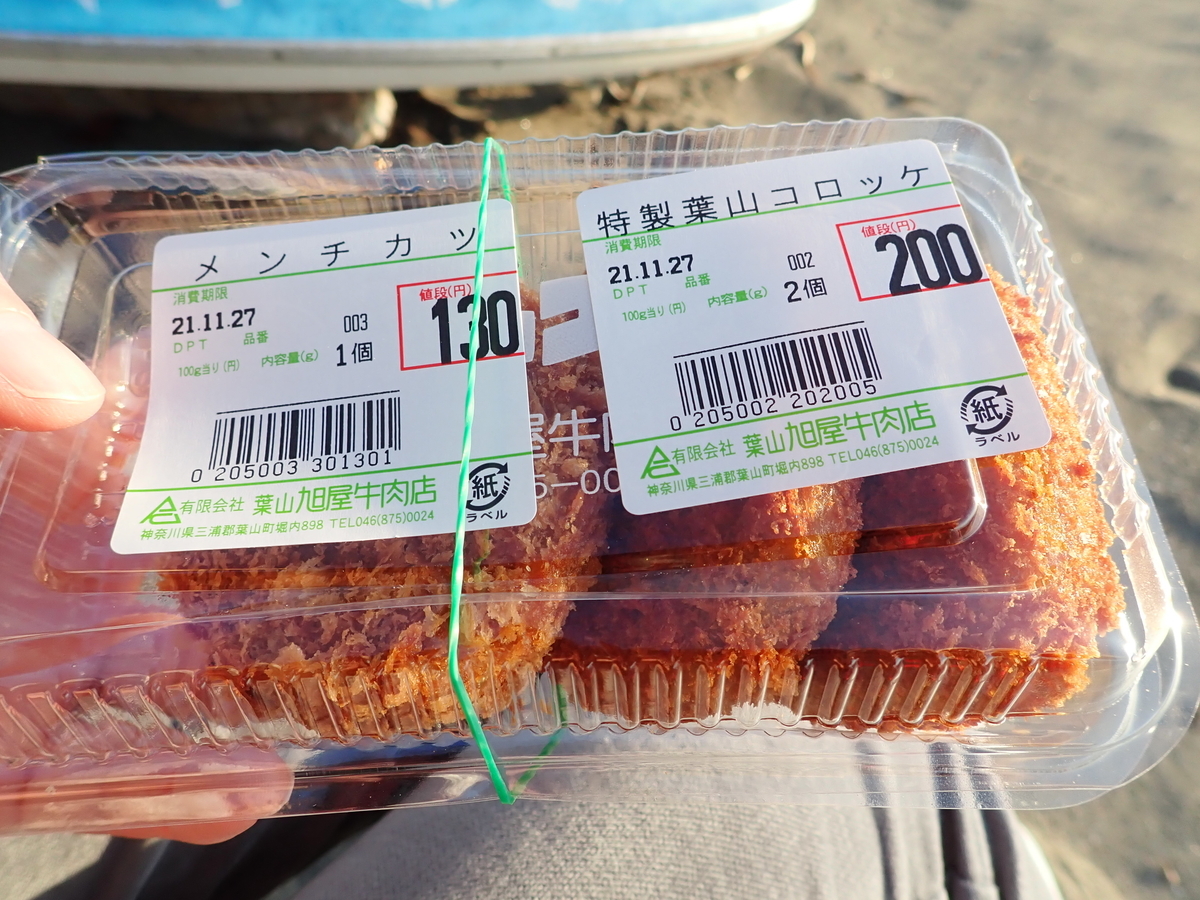 メンチカツ
消費期限
値段(円)
21.11.27
130
DPT 品番 003
100g当り(円) 内容量(g) 1個
0 205003 301301
有限会社 葉山旭屋牛肉店
神奈川県三浦郡葉山町堀内898 TEL046(875)0024
紙
ラベル
特製葉山コロッケ
消費期限
値段(円)
21.11.27
200
DPT 品番 002
100g当り(円) 内容量(g) 2個
0 205002 202005
有限会社 葉山旭屋牛肉店
神奈川県三浦郡葉山町堀内898 TEL046(875)0024
紙
ラベル
屋牛